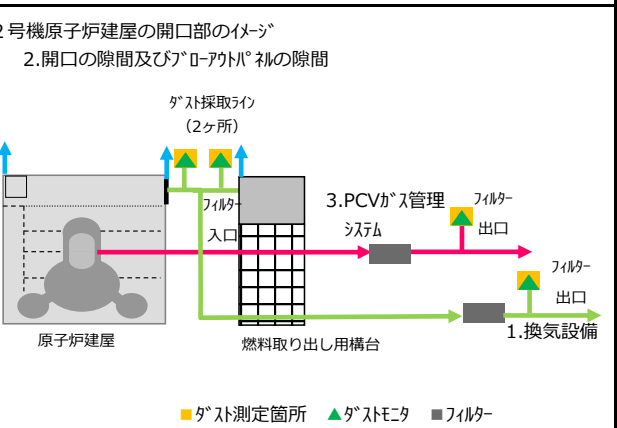 ２号機原子炉建屋の開口部のｲﾒｰｼﾞ
2.開口の隙間及びﾌﾞﾛｰｱｳﾄﾊﾟﾈﾙの隙間
ﾀﾞｽﾄ採取ﾗｲﾝ
（2ヶ所）
ﾌｨﾙﾀｰ
入口
3.PCVｶﾞｽ管理
ｼｽﾃﾑ
ﾌｨﾙﾀｰ
出口
ﾌｨﾙﾀｰ
出口
1.換気設備
原子炉建屋
燃料取り出し用構台
■ﾀﾞｽﾄ測定箇所 ▲ﾀﾞｽﾄﾓﾆﾀ ■ﾌｨﾙﾀｰ